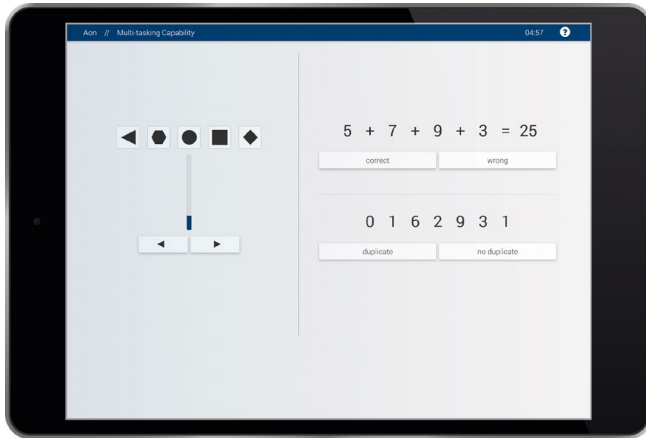 Aon // Multi-tasking Capability 04:57 ?
5 + 7 + 9 + 3 = 25
correct wrong
0 1 6 2 9 3 1
duplicate no duplicate